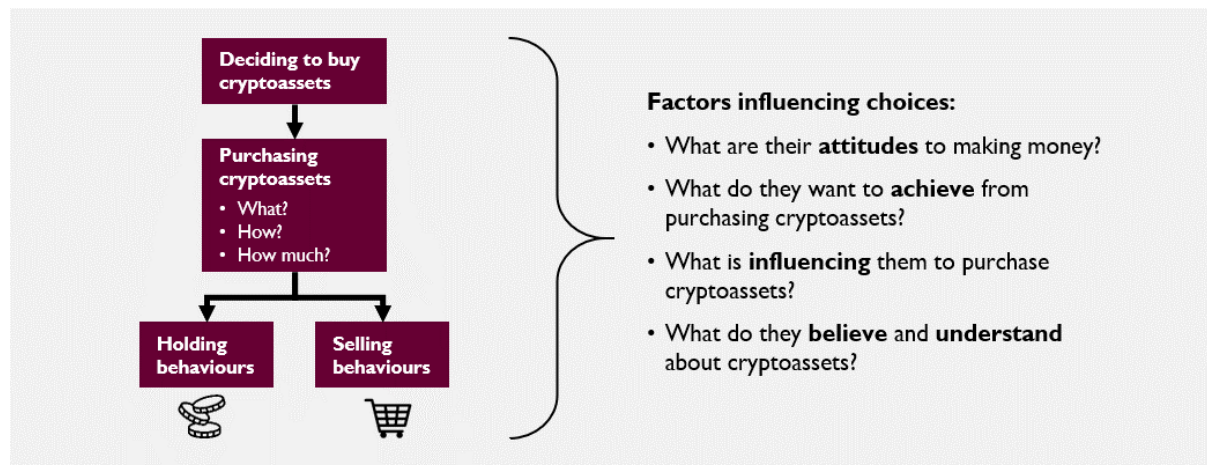 Deciding to buy
cryptoassets
Purchasing
cryptoassets
• What?
• How?
• How much?
Holding
behaviours
Selling
behaviours
Factors influencing choices:
• What are their attitudes to making money?
• What do they want to achieve from
purchasing cryptoassets?
• What is influencing them to purchase
cryptoassets?
• What do they believe and understand
about cryptoassets?